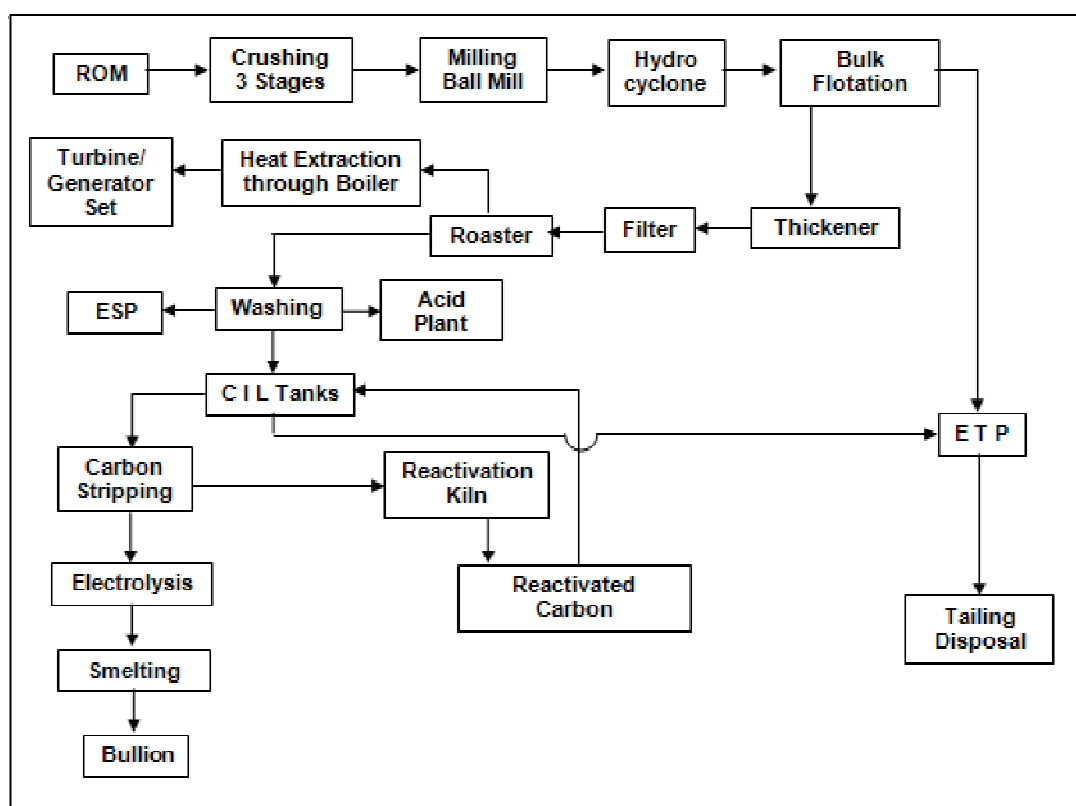 ROM
Crushing
3 Stages
Milling
Ball Mill
Hydro
cyclone
Bulk
Flotation
Turbine/
Generator
Set
Heat Extraction
through Boiler
Roaster
Filter
Thickener
ESP
Washing
Acid
Plant
C I L Tanks
E T P
Carbon
Stripping
Reactivation
Kiln
Electrolysis
Reactivated
Carbon
Tailing
Disposal
Smelting
Bullion